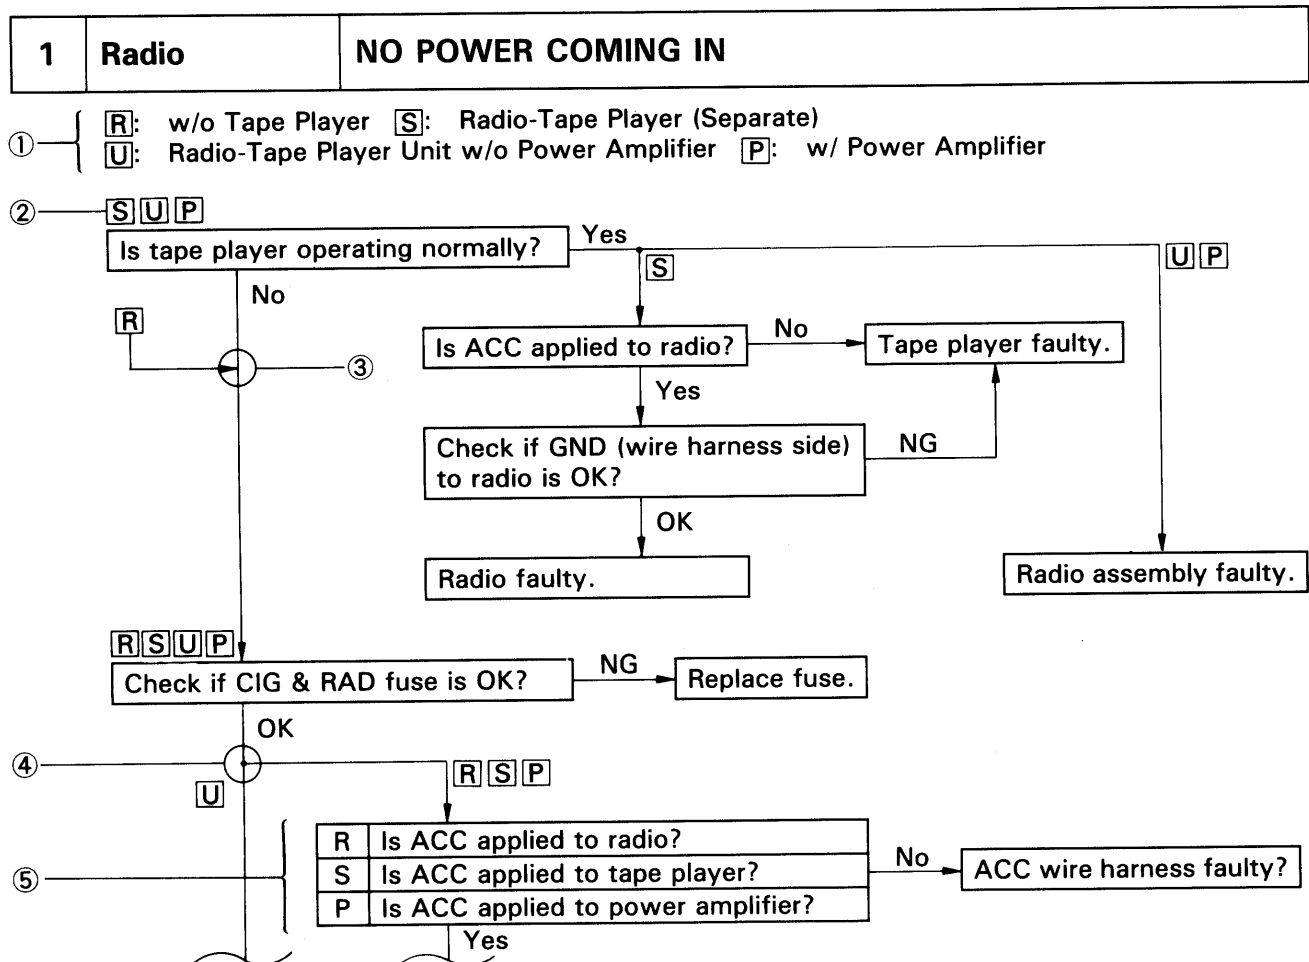 1 Radio NO POWER COMING IN
R: w/o Tape Player S: Radio-Tape Player (Separate)
① U: Radio-Tape Player Unit w/o Power Amplifier P: w/ Power Amplifier
② S U P
Is tape player operating normally? Yes
S
U P
No
R
Is ACC applied to radio? No Tape player faulty.
③
Yes
Check if GND (wire harness side) NG
to radio is OK?
OK
Radio faulty.
Radio assembly faulty.
R S U P
Check if CIG & RAD fuse is OK? NG Replace fuse.
OK
④
U
R S P
R Is ACC applied to radio?
⑤ S Is ACC applied to tape player? No ACC wire harness faulty?
P Is ACC applied to power amplifier?
Yes